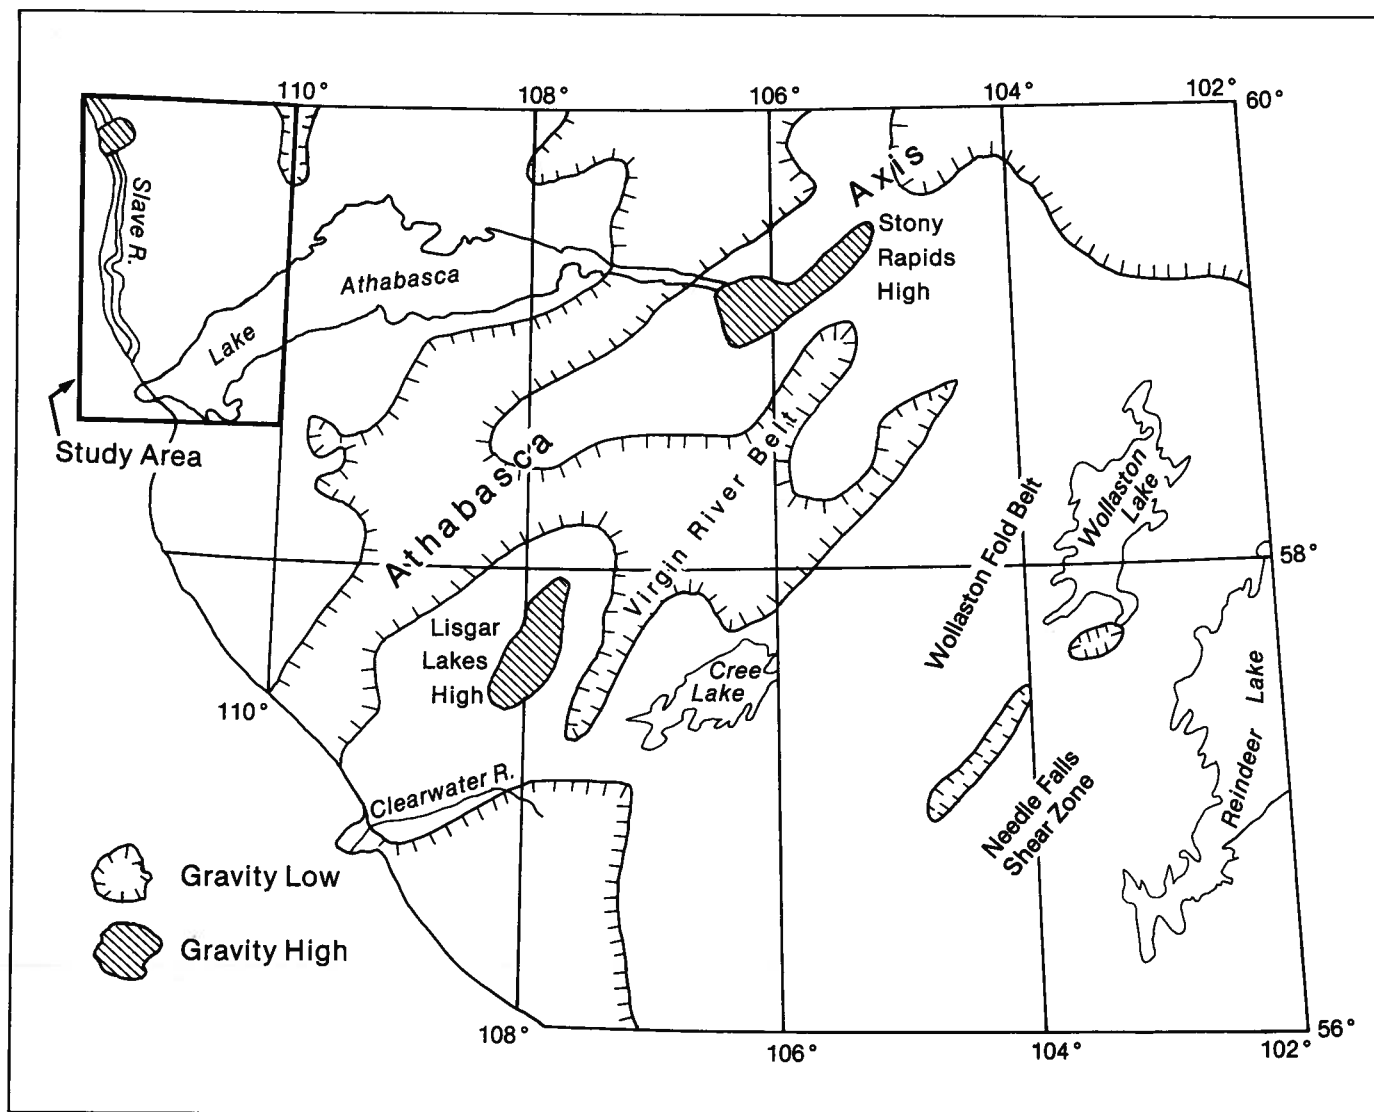 110°
108°
106°
104°
102°
60°
Slave R.
Axis
Stony
Rapids
High
Athabasca
Lake
Study Area
Athabasca
Virgin River Belt
Wollaston Fold Belt
Wollaston
Lake
58°
Lisgar
Lakes
High
Cree
Lake
110°
Reindeer Lake
Clearwater R.
Needle Falls
Shear Zone
Gravity Low
Gravity High
108°
106°
104°
102°
56°